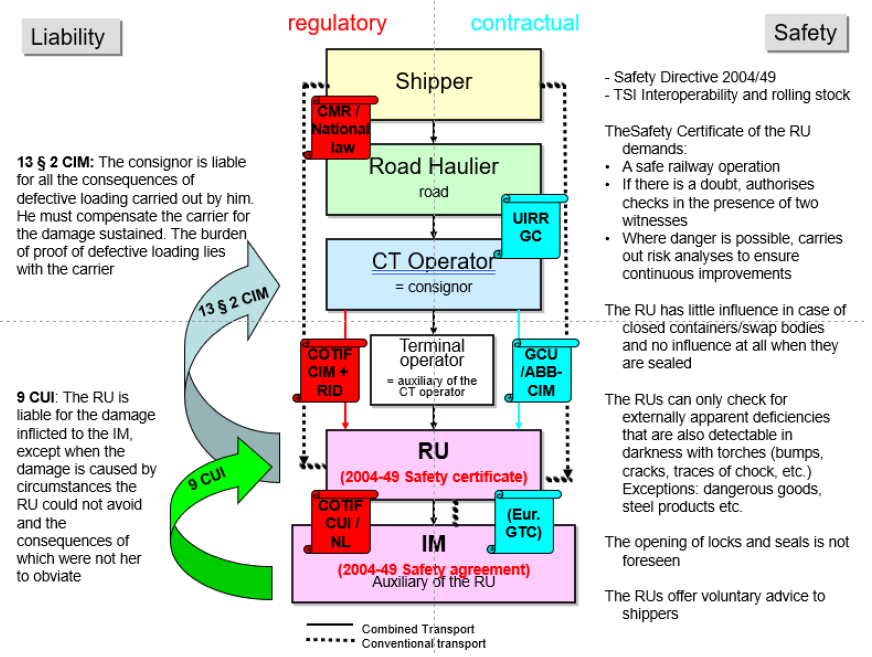 Liability
regulatory
contractual
Safety
Shipper
CMR /
National
law
Road Haulier
road
UIRR
GC
CT Operator
= consignor
13 § 2 CIM: The consignor is liable
for all the consequences of
defective loading carried out by him.
He must compensate the carrier for
the damage sustained. The burden
of proof of defective loading lies
with the carrier
13 § 2 CIM
COTIF
CIM +
RID
Terminal
operator
= auxiliary of the
CT operator
GCU
/ABB-
CIM
9 CUI: The RU is
liable for the damage
inflicted to the IM,
except when the
damage is caused by
circumstances the
RU could not avoid
and the
consequences of
which were not her
to obviate
9 CUI
RU
(2004-49 Safety certificate)
COTIF
CUI /
NL
(Eur.
GTC)
IM
(2004-49 Safety agreement)
Auxiliary of the RU
Combined Transport
Conventional transport
- Safety Directive 2004/49
- TSI Interoperability and rolling stock
TheSafety Certificate of the RU
demands:
• A safe railway operation
• If there is a doubt, authorises
checks in the presence of two
witnesses
• Where danger is possible, carries
out risk analyses to ensure
continuous improvements
The RU has little influence in case of
closed containers/swap bodies
and no influence at all when they
are sealed
The RUs can only check for
externally apparent deficiencies
that are also detectable in
darkness with torches (bumps,
cracks, traces of chock, etc.)
Exceptions: dangerous goods,
steel products etc.
The opening of locks and seals is not
foreseen
The RUs offer voluntary advice to
shippers